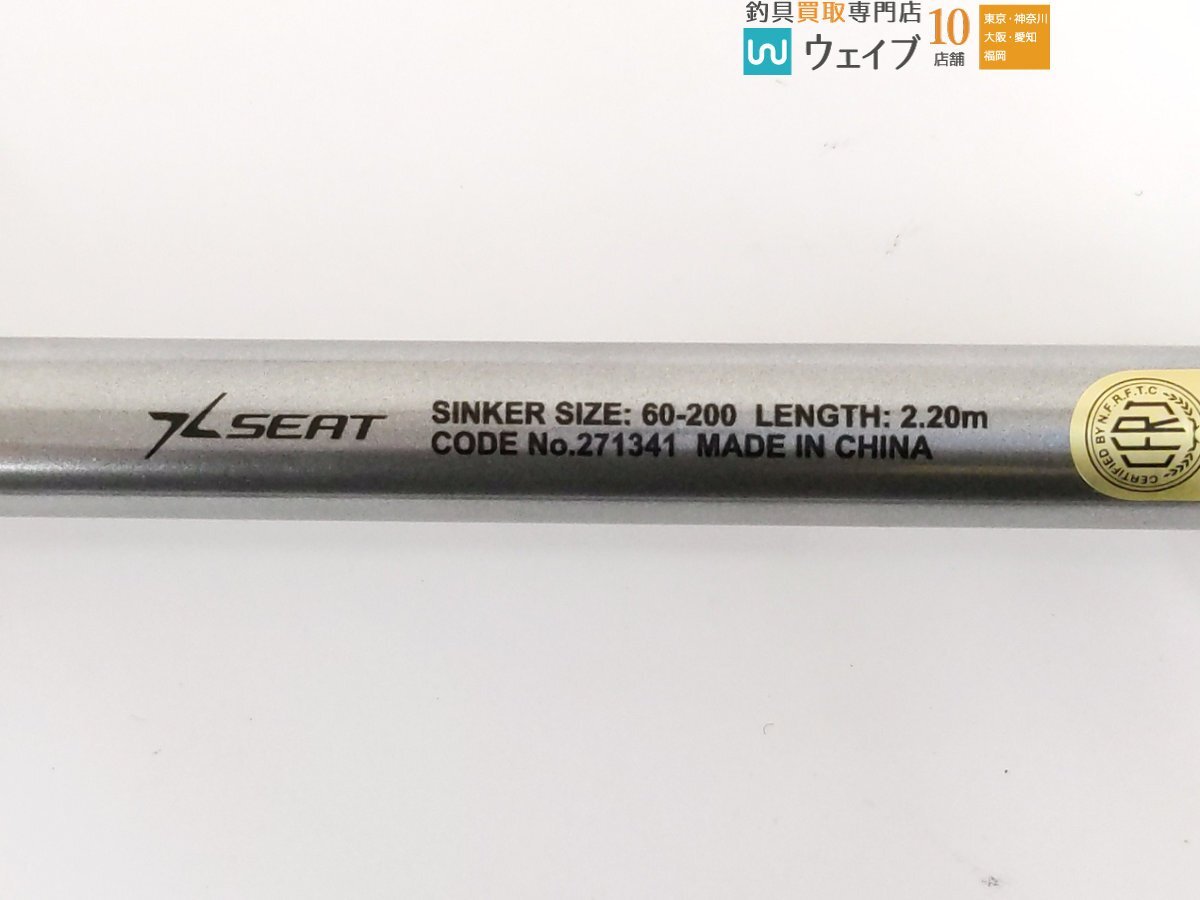 釣具買取専門店
ウェイブ
10
店舗
東京・神奈川
大阪・愛知
福岡
XSEAT
SINKER SIZE: 60-200 LENGTH: 2.20m
CODE No.271341 MADE IN CHINA
CERTIFIED BY N.F.R.F.T.C
CFRP